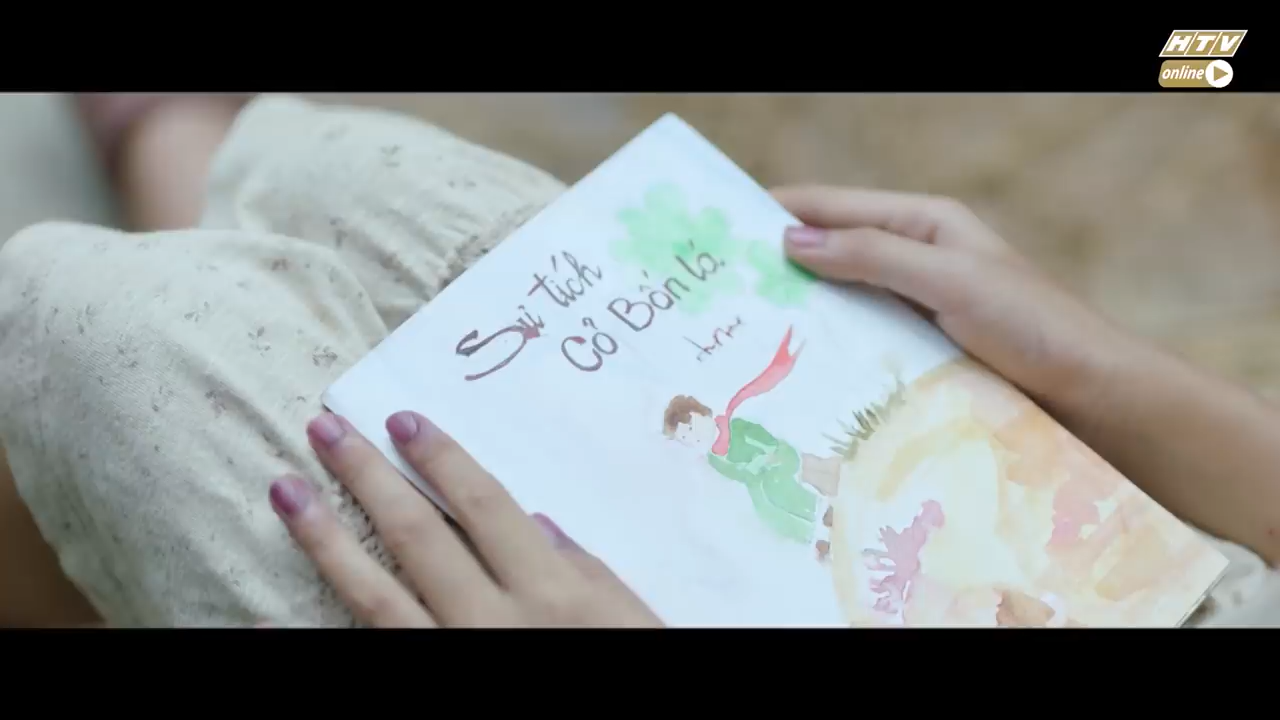 HTV
online
Sự tích
Cỏ Bốn lá.